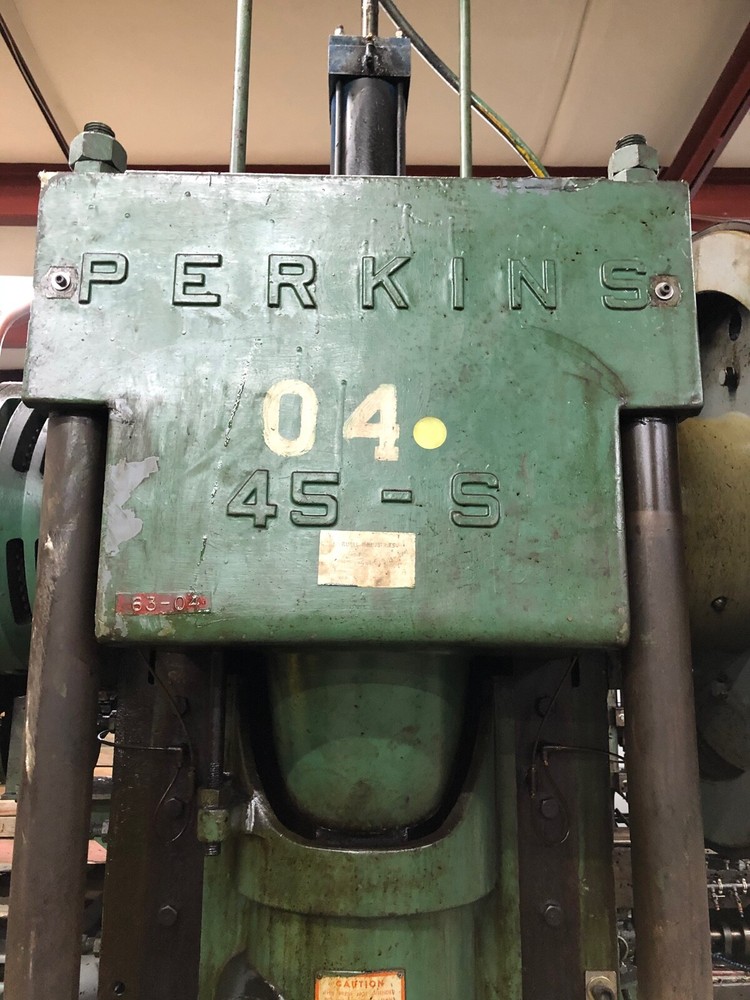 PERKINS
04
45-S
63-04
CAUTION